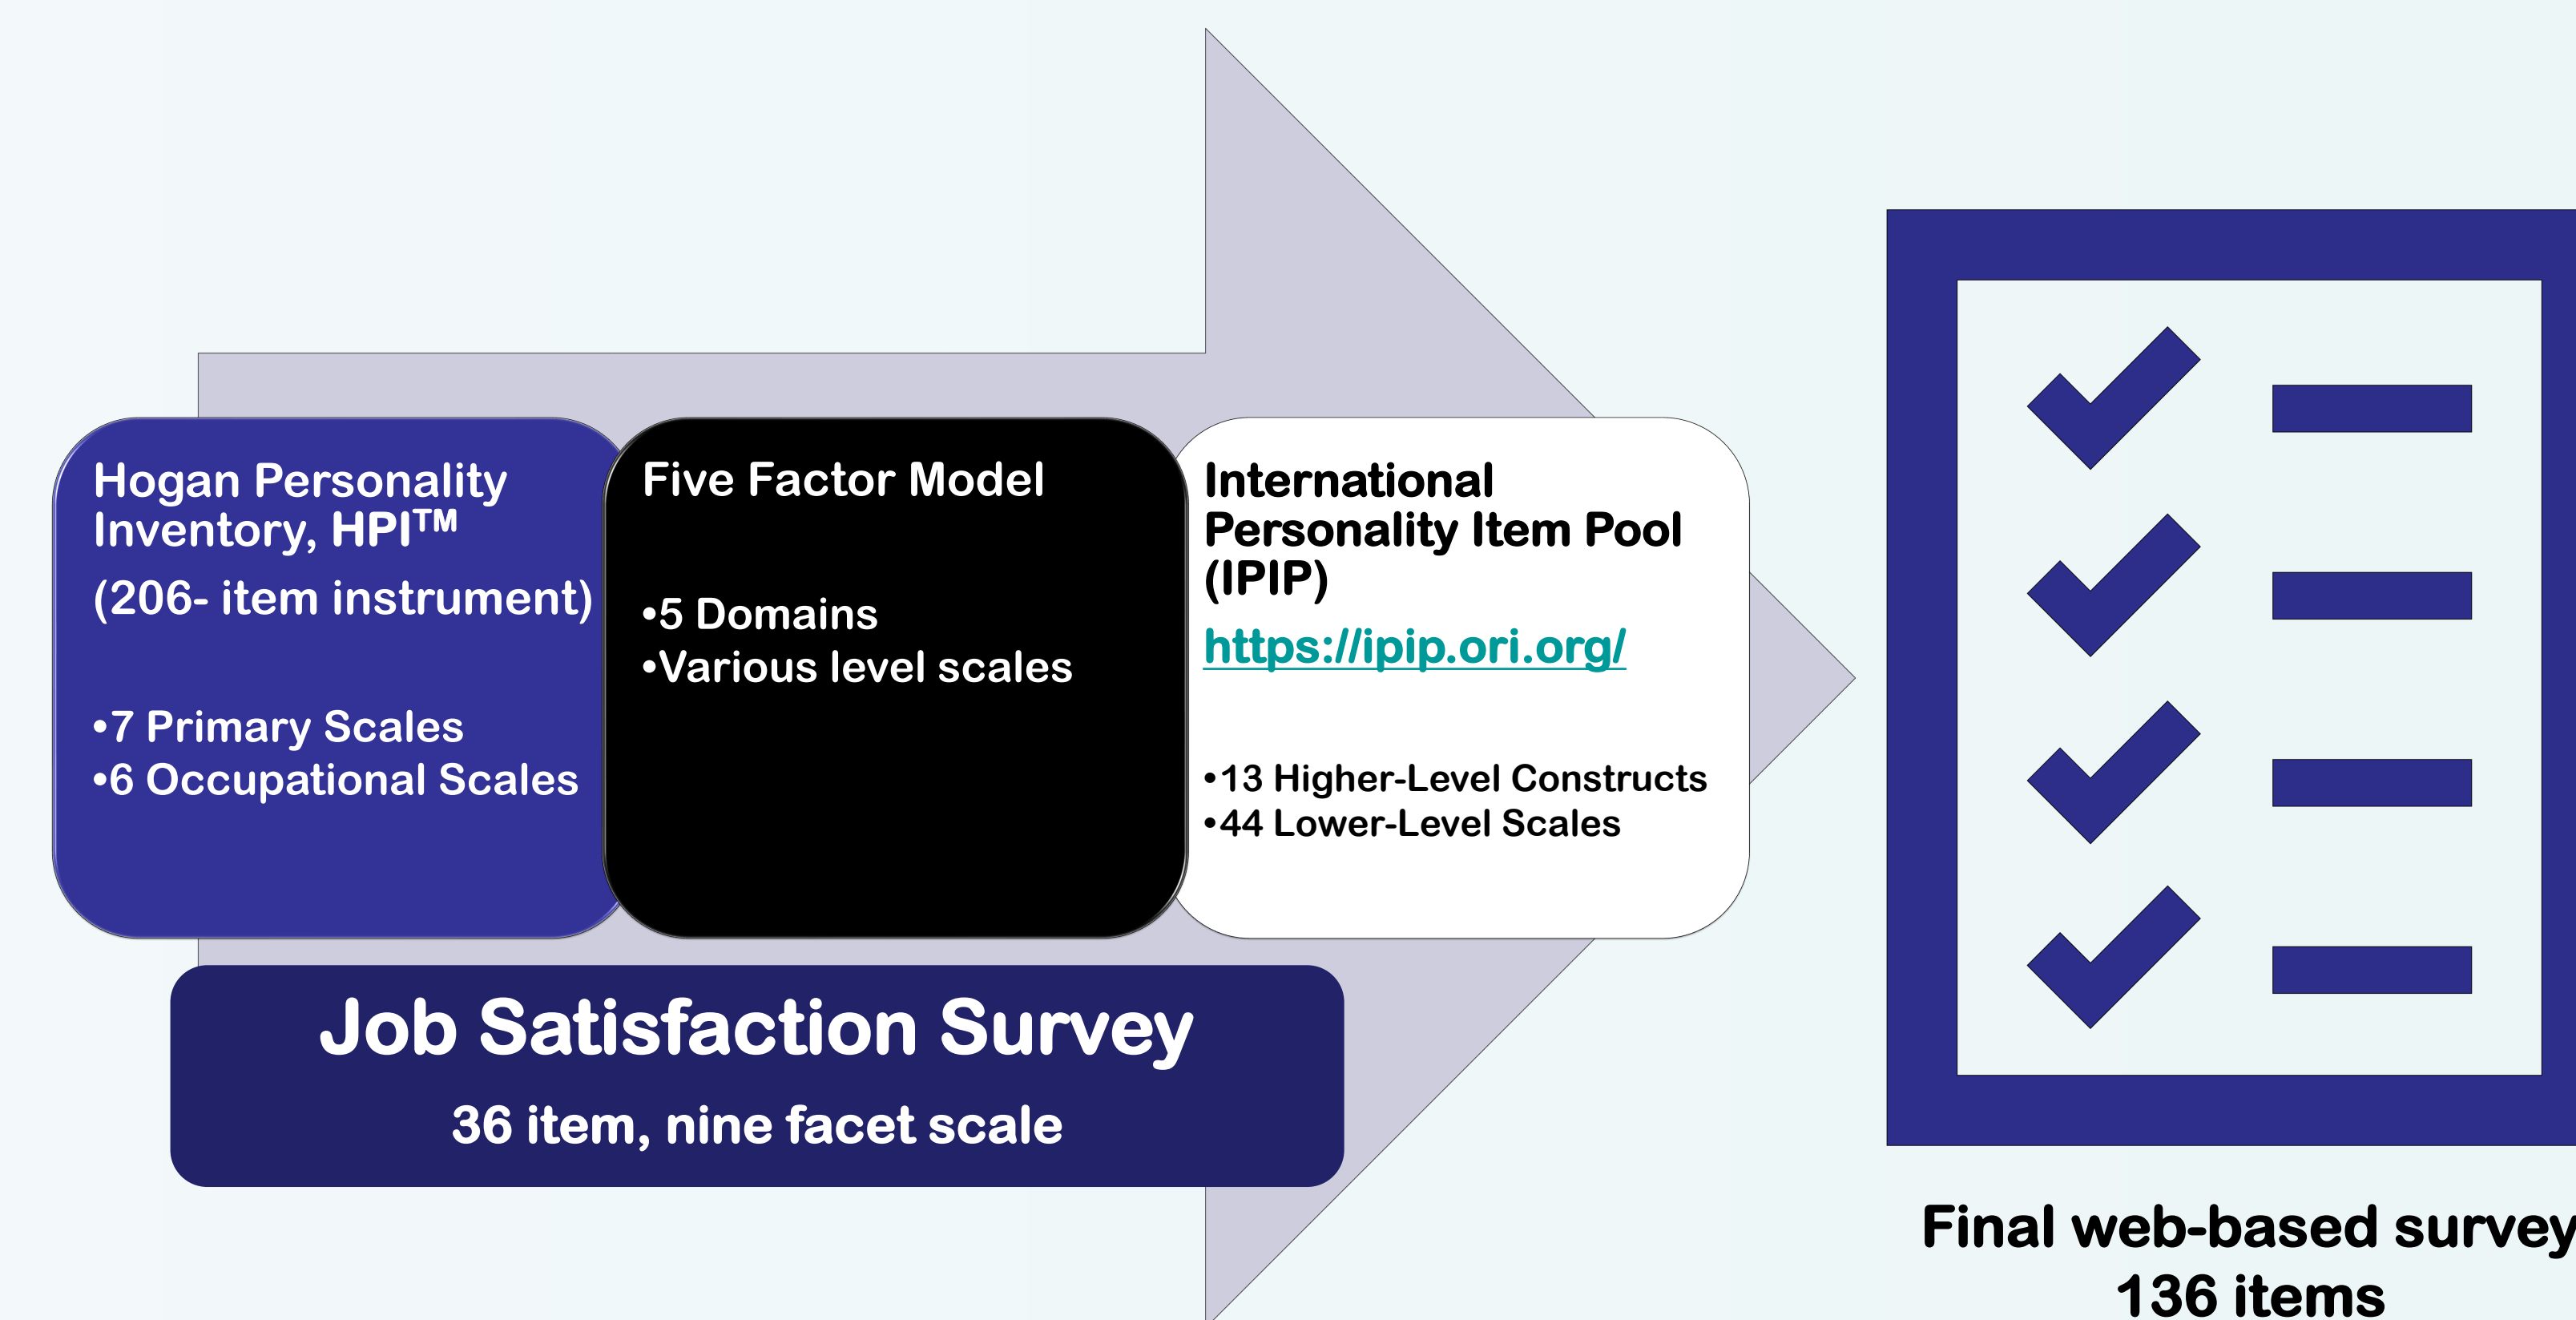 Hogan Personality
Inventory, HPI™
(206- item instrument)
•7 Primary Scales
•6 Occupational Scales
Five Factor Model
•5 Domains
•Various level scales
International
Personality Item Pool
(IPIP)
https://ipip.ori.org/
•13 Higher-Level Constructs
•44 Lower-Level Scales
Job Satisfaction Survey
36 item, nine facet scale
Final web-based survey
136 items